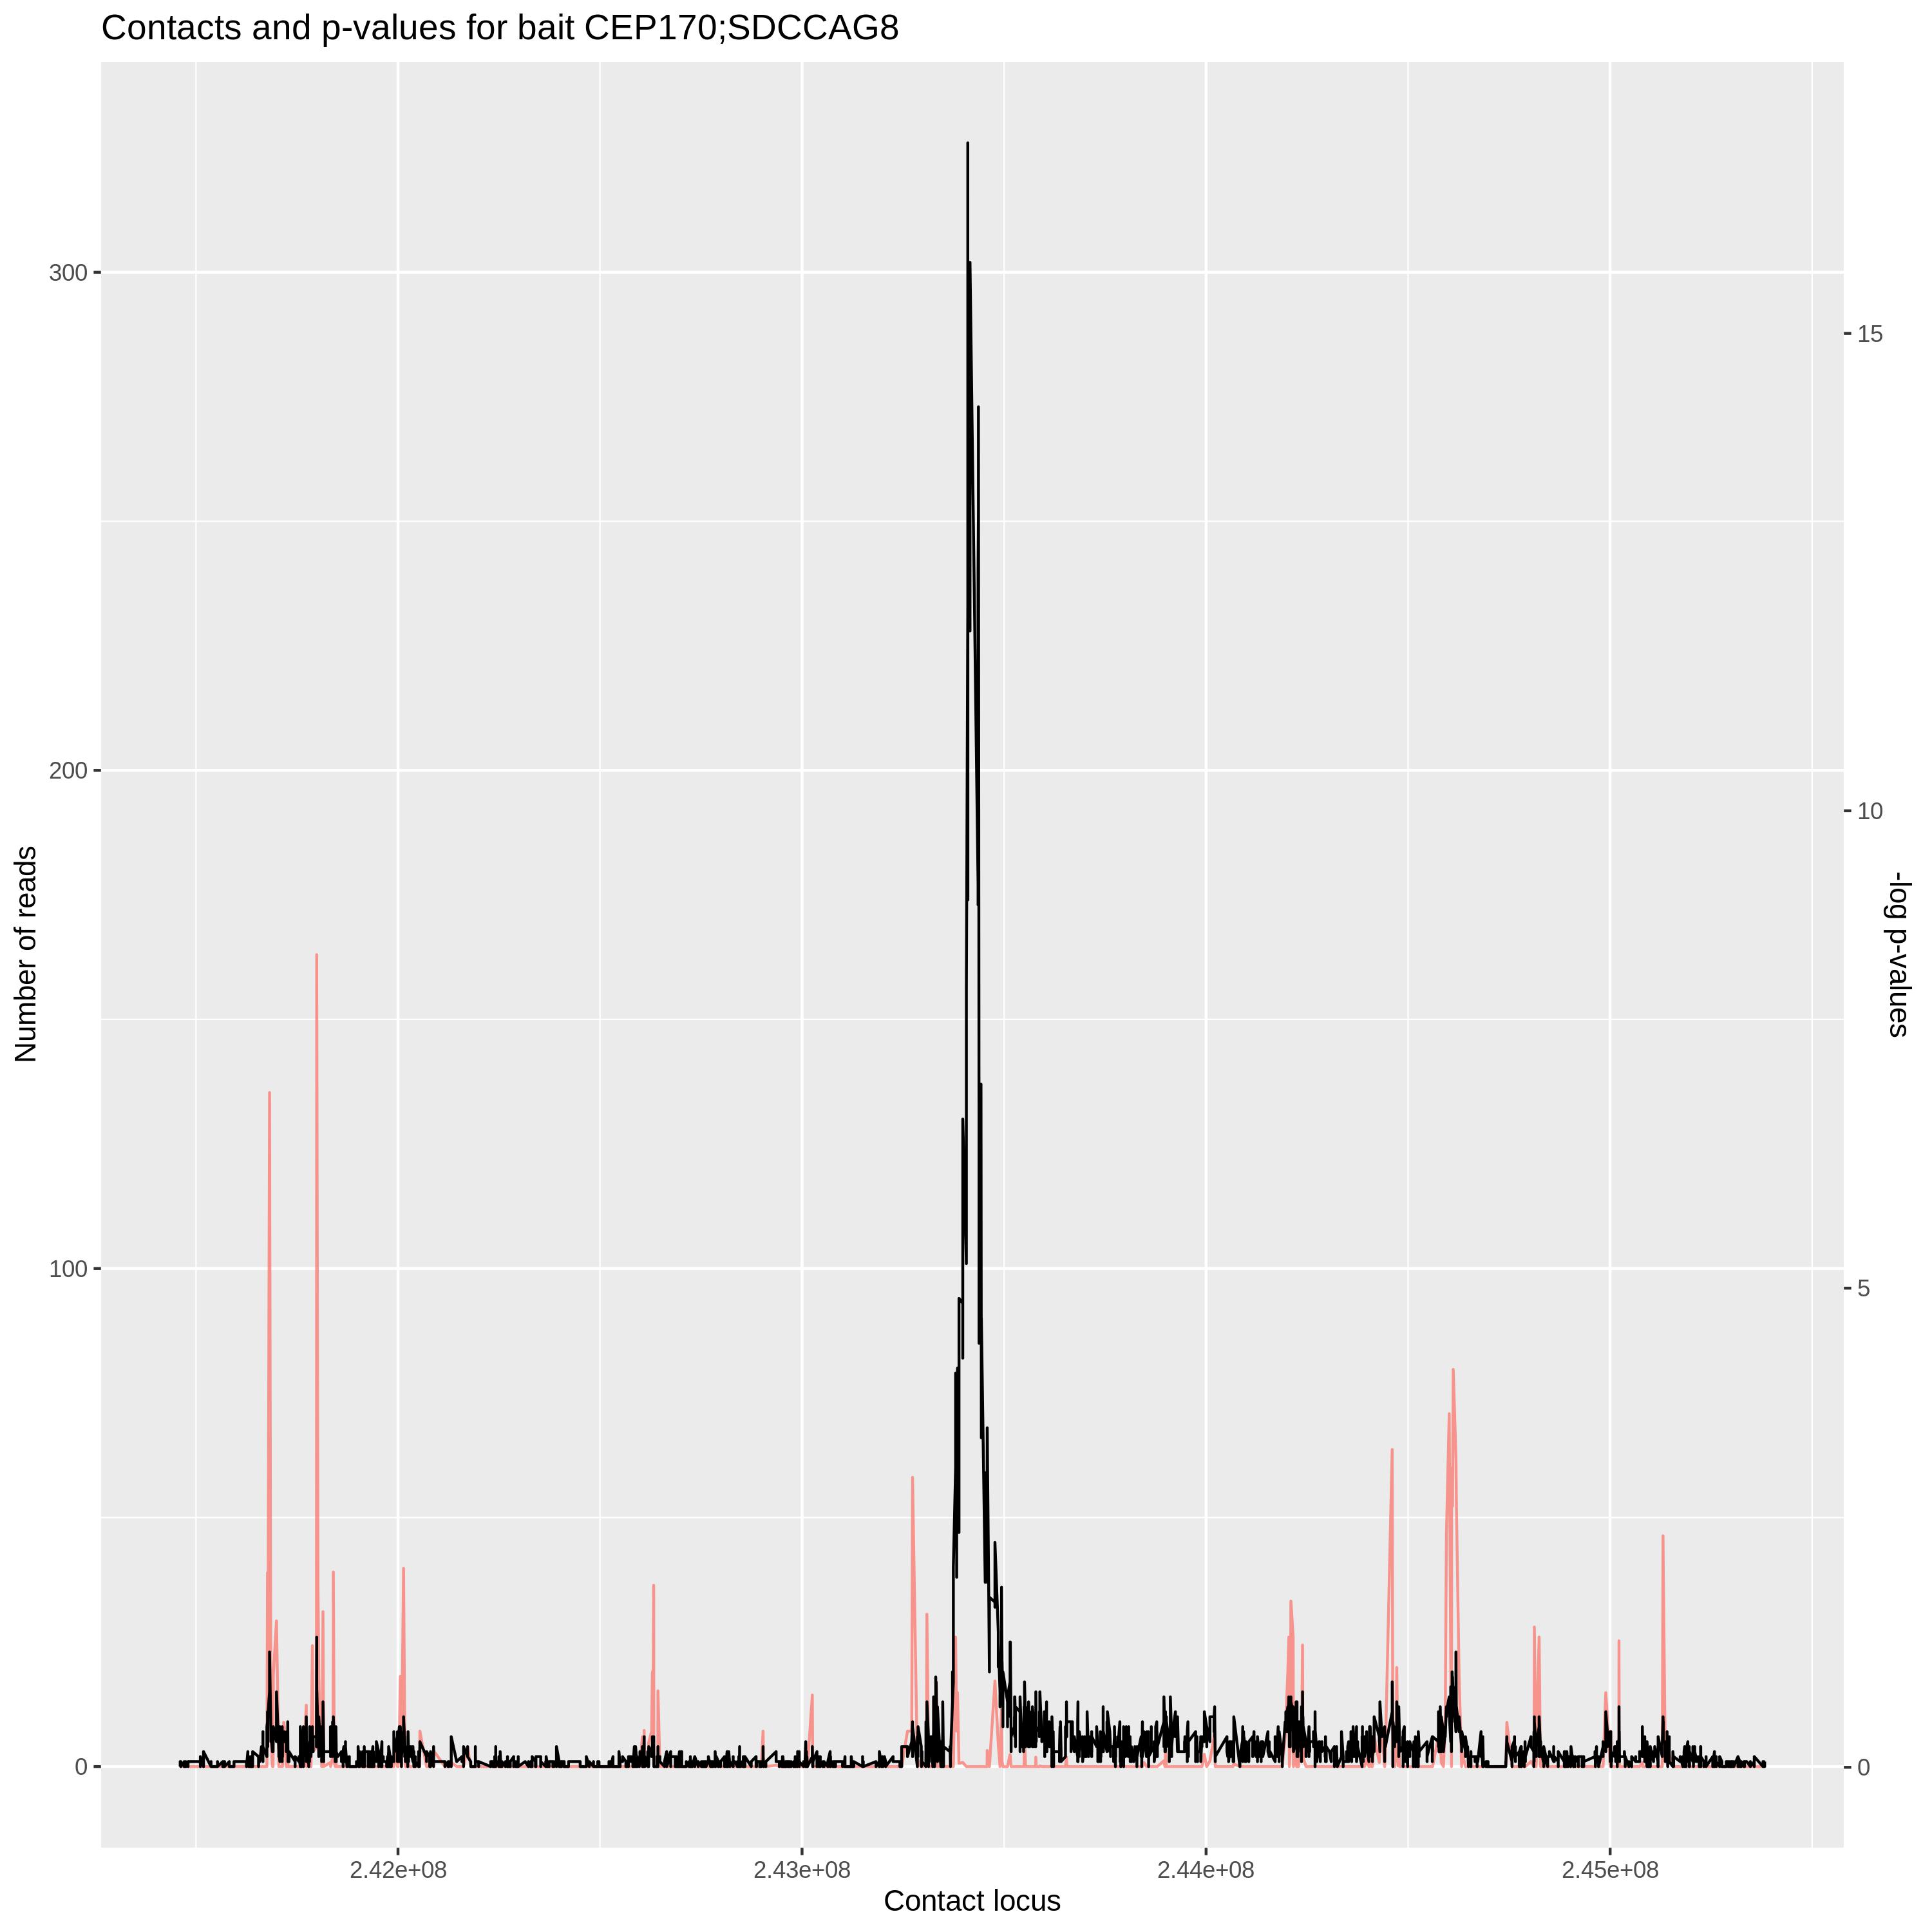 Contacts and p-values for bait CEP170;SDCCAG8
Number of reads
300
200
100
0
15
10
5
0
-log p-values
2.42e+08 2.43e+08 2.44e+08 2.45e+08
Contact locus